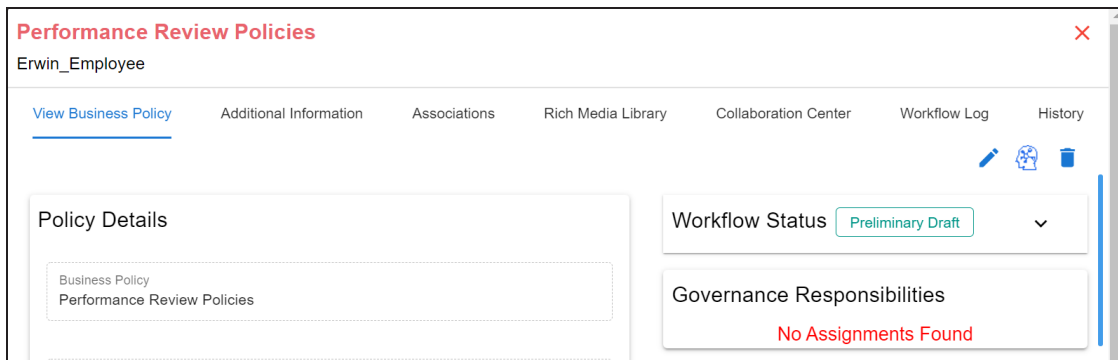 Performance Review Policies
Erwin_Employee
View Business Policy Additional Information Associations Rich Media Library Collaboration Center Workflow Log History
Policy Details
Business Policy
Performance Review Policies
Workflow Status Preliminary Draft
Governance Responsibilities
No Assignments Found